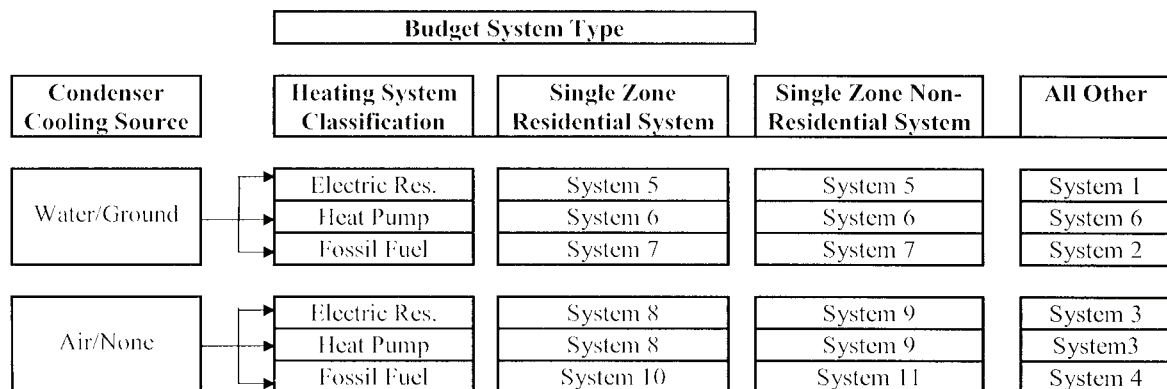 Budget System Type
Condenser Cooling Source
Heating System Classification
Single Zone Residential System
Single Zone Non-Residential System
All Other
Water/Ground
Electric Res. System 5 System 5 System 1
Heat Pump System 6 System 6 System 6
Fossil Fuel System 7 System 7 System 2
Air/None
Electric Res. System 8 System 9 System 3
Heat Pump System 8 System 9 System3
Fossil Fuel System 10 System 11 System 4